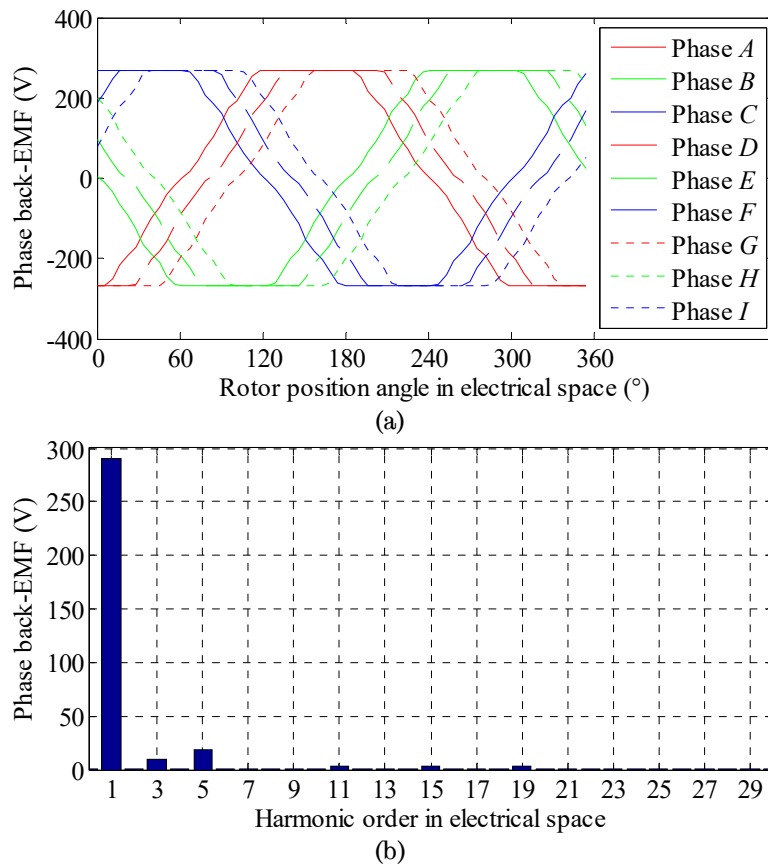 400
200
0
-200
-400
Phase back-EMF (V)
0 60 120 180 240 300 360
Rotor position angle in electrical space (°)
Phase A
Phase B
Phase C
Phase D
Phase E
Phase F
Phase G
Phase H
Phase I
(a)
300
250
200
150
100
50
0
Phase back-EMF (V)
1 3 5 7 9 11 13 15 17 19 21 23 25 27 29
Harmonic order in electrical space
(b)